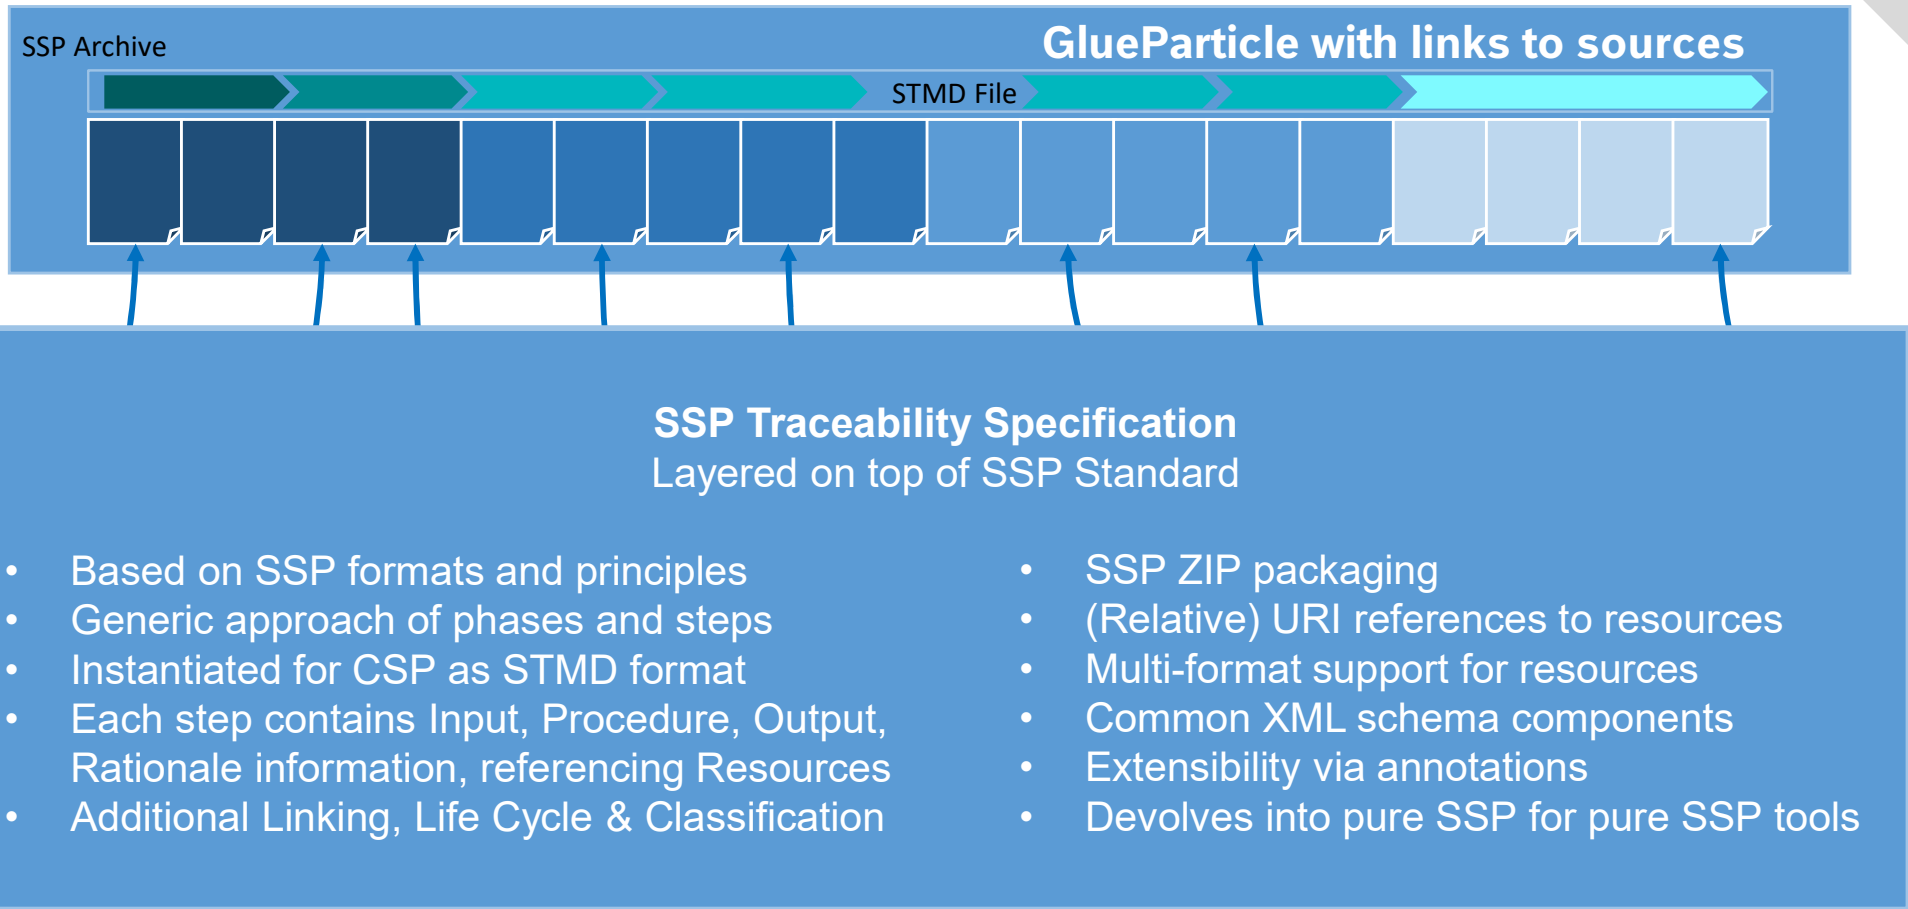 SSP Archive
GlueParticle with links to sources
STMD File
SSP Traceability Specification
Layered on top of SSP Standard
• Based on SSP formats and principles
• Generic approach of phases and steps
• Instantiated for CSP as STMD format
• Each step contains Input, Procedure, Output,
Rationale information, referencing Resources
• Additional Linking, Life Cycle & Classification
• SSP ZIP packaging
• (Relative) URI references to resources
• Multi-format support for resources
• Common XML schema components
• Extensibility via annotations
• Devolves into pure SSP for pure SSP tools